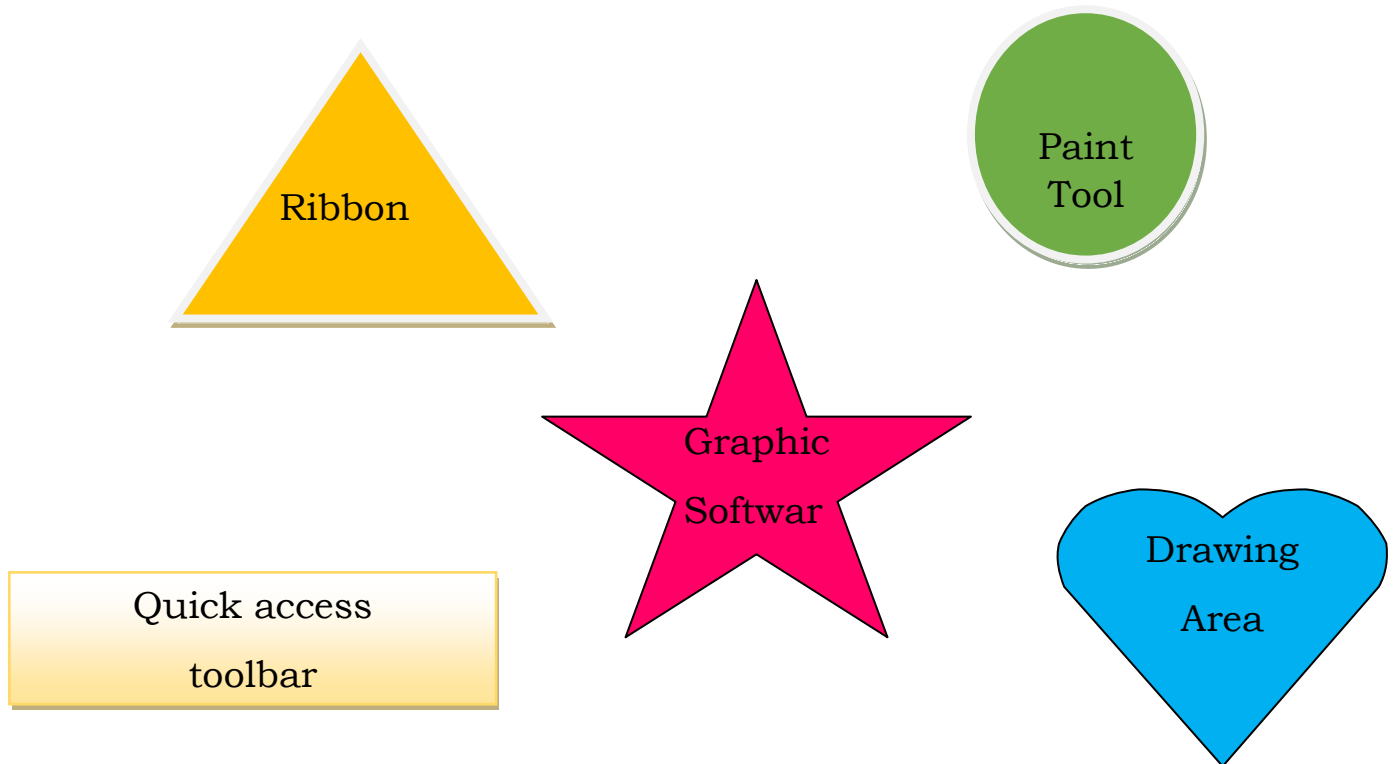 Ribbon
Paint
Tool
Graphic
Softwar
Drawing
Area
Quick access
toolbar